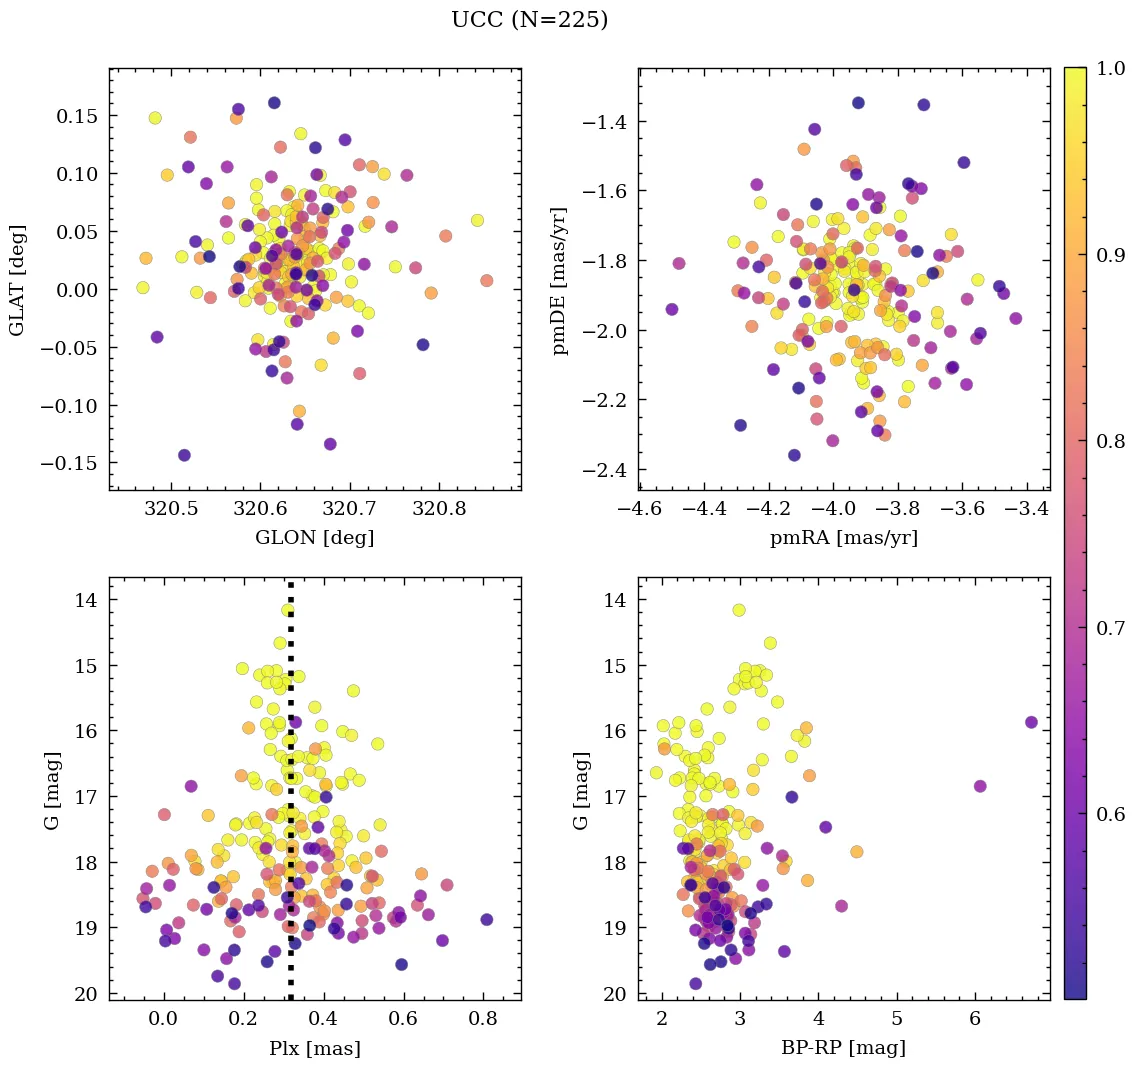 UCC (N=225)
0.15
0.10
0.05
0.00
−0.05
−0.10
−0.15
GLAT [deg]
320.5 320.6 320.7 320.8
GLON [deg]
−1.4
−1.6
−1.8
−2.0
−2.2
−2.4
pmDE [mas/yr]
−4.6 −4.4 −4.2 −4.0 −3.8 −3.6 −3.4
pmRA [mas/yr]
14
15
16
17
18
19
20
G [mag]
0.0 0.2 0.4 0.6 0.8
Plx [mas]
14
15
16
17
18
19
20
G [mag]
2 3 4 5 6
BP-RP [mag]
1.0
0.9
0.8
0.7
0.6